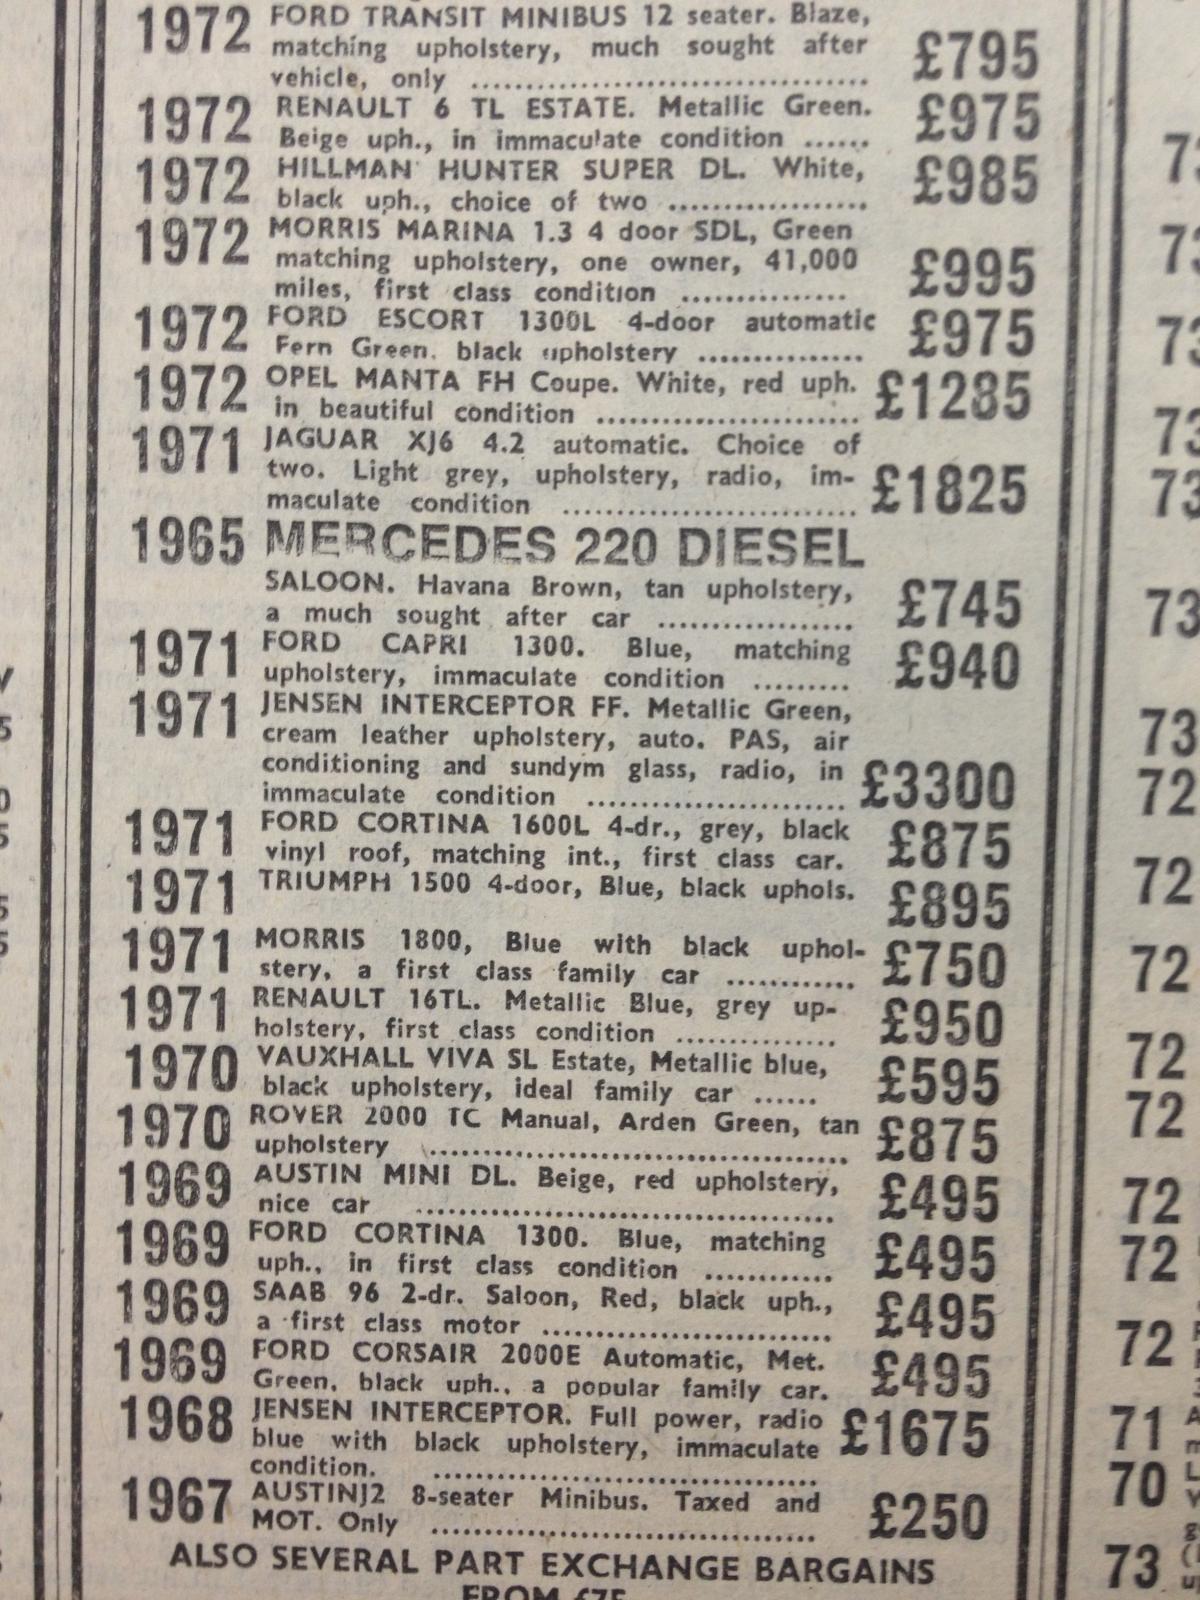 1972 FORD TRANSIT MINIBUS 12 seater. Blaze,
matching upholstery, much sought after
vehicle, only .......................................... £795
1972 RENAULT 6 TL ESTATE. Metallic Green.
Beige uph., in immaculate condition ...... £975
1972 HILLMAN HUNTER SUPER DL. White,
black uph., choice of two .................. £985
1972 MORRIS MARINA 1.3 4 door SDL, Green
matching upholstery, one owner, 41,000
miles, first class condition ............... £995
1972 FORD ESCORT 1300L 4-door automatic
Fern Green. black upholstery ............... £975
1972 OPEL MANTA FH Coupe. White, red uph.
in beautiful condition ........................ £1285
1971 JAGUAR XJ6 4.2 automatic. Choice of
two. Light grey, upholstery, radio, im-
maculate condition ........................... £1825
1965 MERCEDES 220 DIESEL
SALOON. Havana Brown, tan upholstery,
a much sought after car .................. £745
1971 FORD CAPRI 1300. Blue, matching
upholstery, immaculate condition ......... £940
1971 JENSEN INTERCEPTOR FF. Metallic Green,
cream leather upholstery, auto. PAS, air
conditioning and sundym glass, radio, in
immaculate condition ........................ £3300
1971 FORD CORTINA 1600L 4-dr., grey, black
vinyl roof, matching int., first class car. £875
1971 TRIUMPH 1500 4-door, Blue, black uphols.
£895
1971 MORRIS 1800, Blue with black uphol-
stery, a first class family car ............ £750
1971 RENAULT 16TL. Metallic Blue, grey up-
holstery, first class condition ............... £950
1970 VAUXHALL VIVA SL Estate, Metallic blue,
black upholstery, ideal family car ...... £595
1970 ROVER 2000 TC Manual, Arden Green, tan
upholstery .......................................... £875
1969 AUSTIN MINI DL. Beige, red upholstery,
nice car .......................................... £495
1969 FORD CORTINA 1300. Blue, matching
uph., in first class condition ............ £495
1969 SAAB 96 2-dr. Saloon, Red, black uph.,
a first class motor ........................... £495
1969 FORD CORSAIR 2000E Automatic, Met.
Green, black uph., a popular family car. £495
1968 JENSEN INTERCEPTOR. Full power, radio
blue with black upholstery, immaculate £1675
condition. .......................................
1967 AUSTINJ2 8-seater Minibus. Taxed and
MOT. Only ....................................... £250
ALSO SEVERAL PART EXCHANGE BARGAINS
FROM £75
73
72
72
72
72
72
72
72
72
71
70
73